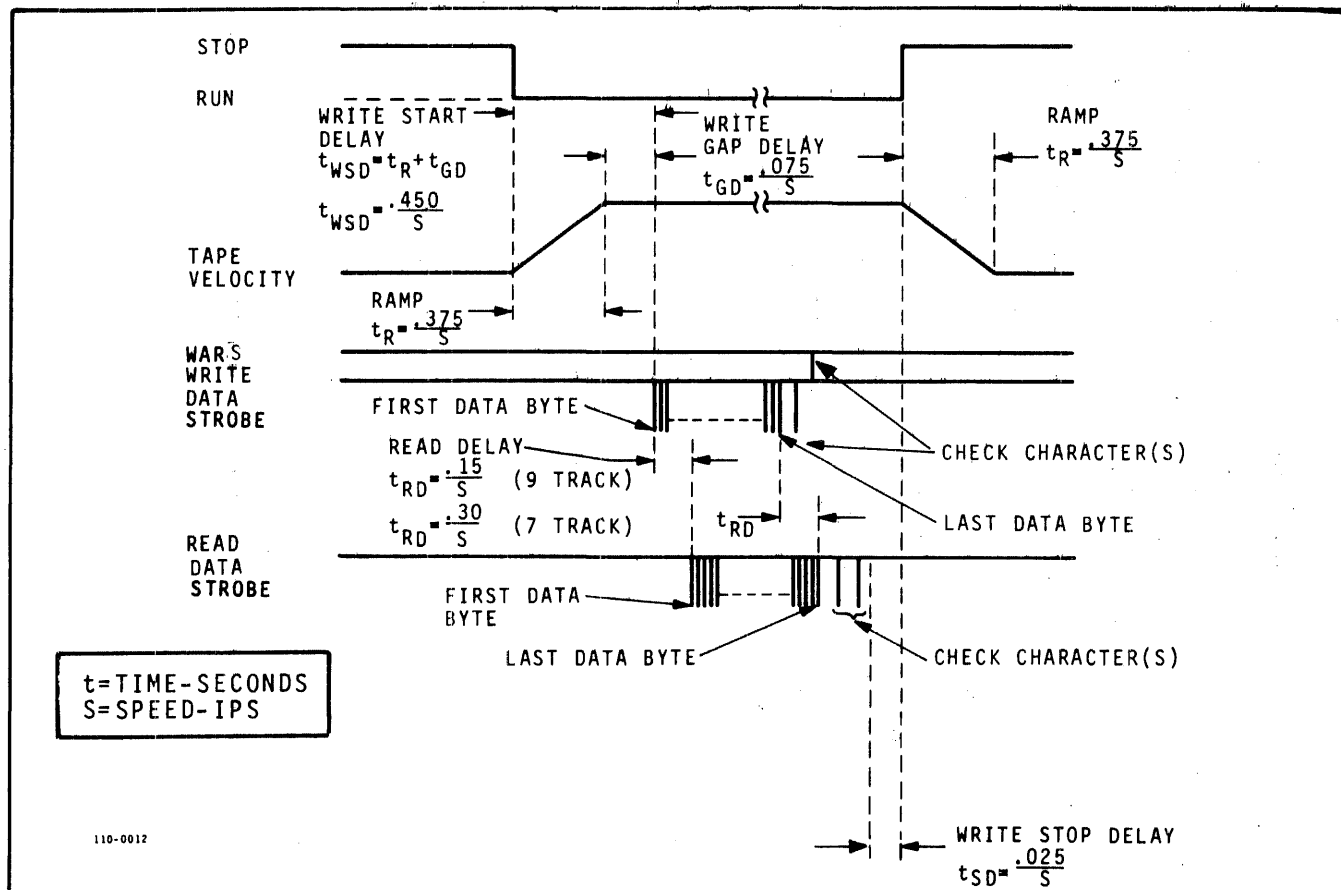 STOP
RUN
WRITE START
DELAY
tWSD=tR+tGD
tWSD=.450/S
WRITE
GAP DELAY
tGD=.075/S
RAMP
tR=.375/S
TAPE
VELOCITY
RAMP
tR=.375/S
WARS
WRITE
DATA
STROBE
FIRST DATA BYTE
CHECK CHARACTER(S)
READ DELAY
tRD=.15/S (9 TRACK)
tRD=.30/S (7 TRACK)
tRD
LAST DATA BYTE
READ
DATA
STROBE
FIRST DATA
BYTE
LAST DATA BYTE
CHECK CHARACTER(S)
t=TIME-SECONDS
S=SPEED-IPS
WRITE STOP DELAY
tSD=.025/S
110-0012